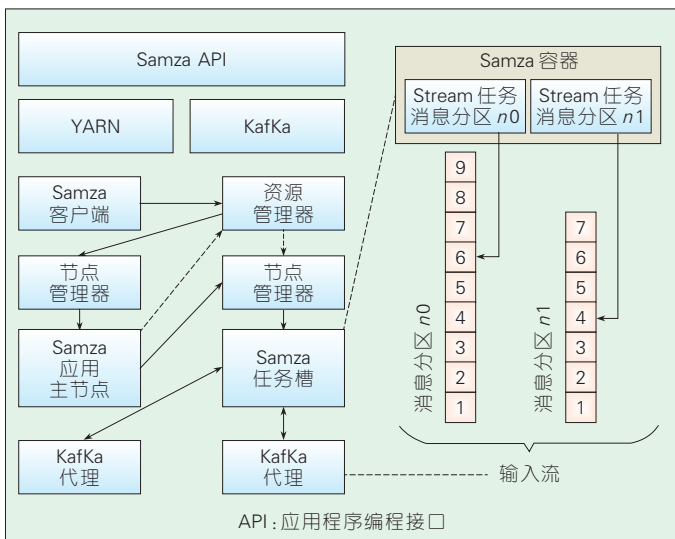 Samza API
YARN
KafKa
Samza
客户端
资源
管理器
节点
管理器
节点
管理器
Samza
应用
主节点
Samza
任务槽
KafKa
代理
KafKa
代理
Samza 容器
Stream 任务
消息分区 n0
Stream 任务
消息分区 n1
消息分区 n0
9
8
7
6
5
4
3
2
1
消息分区 n1
7
6
5
4
3
2
1
输入流
API:应用程序编程接口